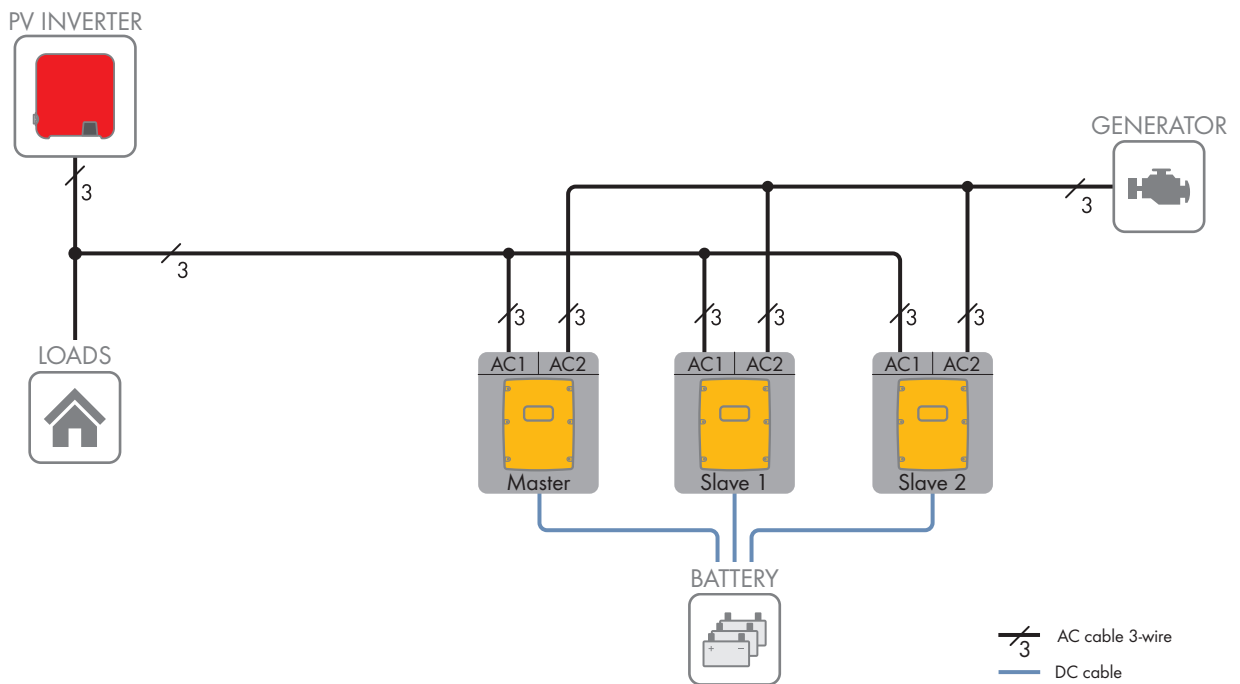 PV INVERTER
GENERATOR
3
3
3
3 3 3 3 3 3
LOADS
AC1 AC2 AC1 AC2 AC1 AC2
Master Slave 1 Slave 2
BATTERY
+ –
3 AC cable 3-wire
DC cable